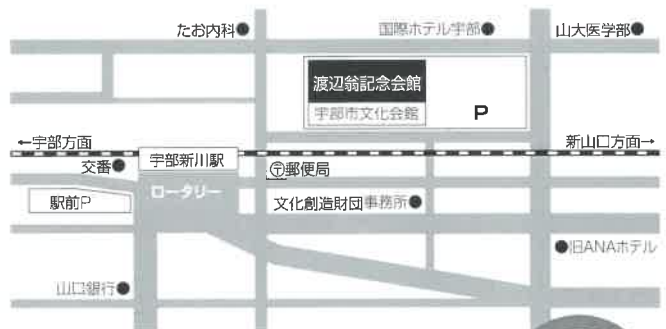 たお内科
国際ホテル宇部
山大医学部
渡辺翁記念会館
宇部市文化会館
P
←宇部方面
新山口方面→
交番
宇部新川駅
〶郵便局
駅前P
ロータリー
文化創造財団事務所
旧ANAホテル
山口銀行